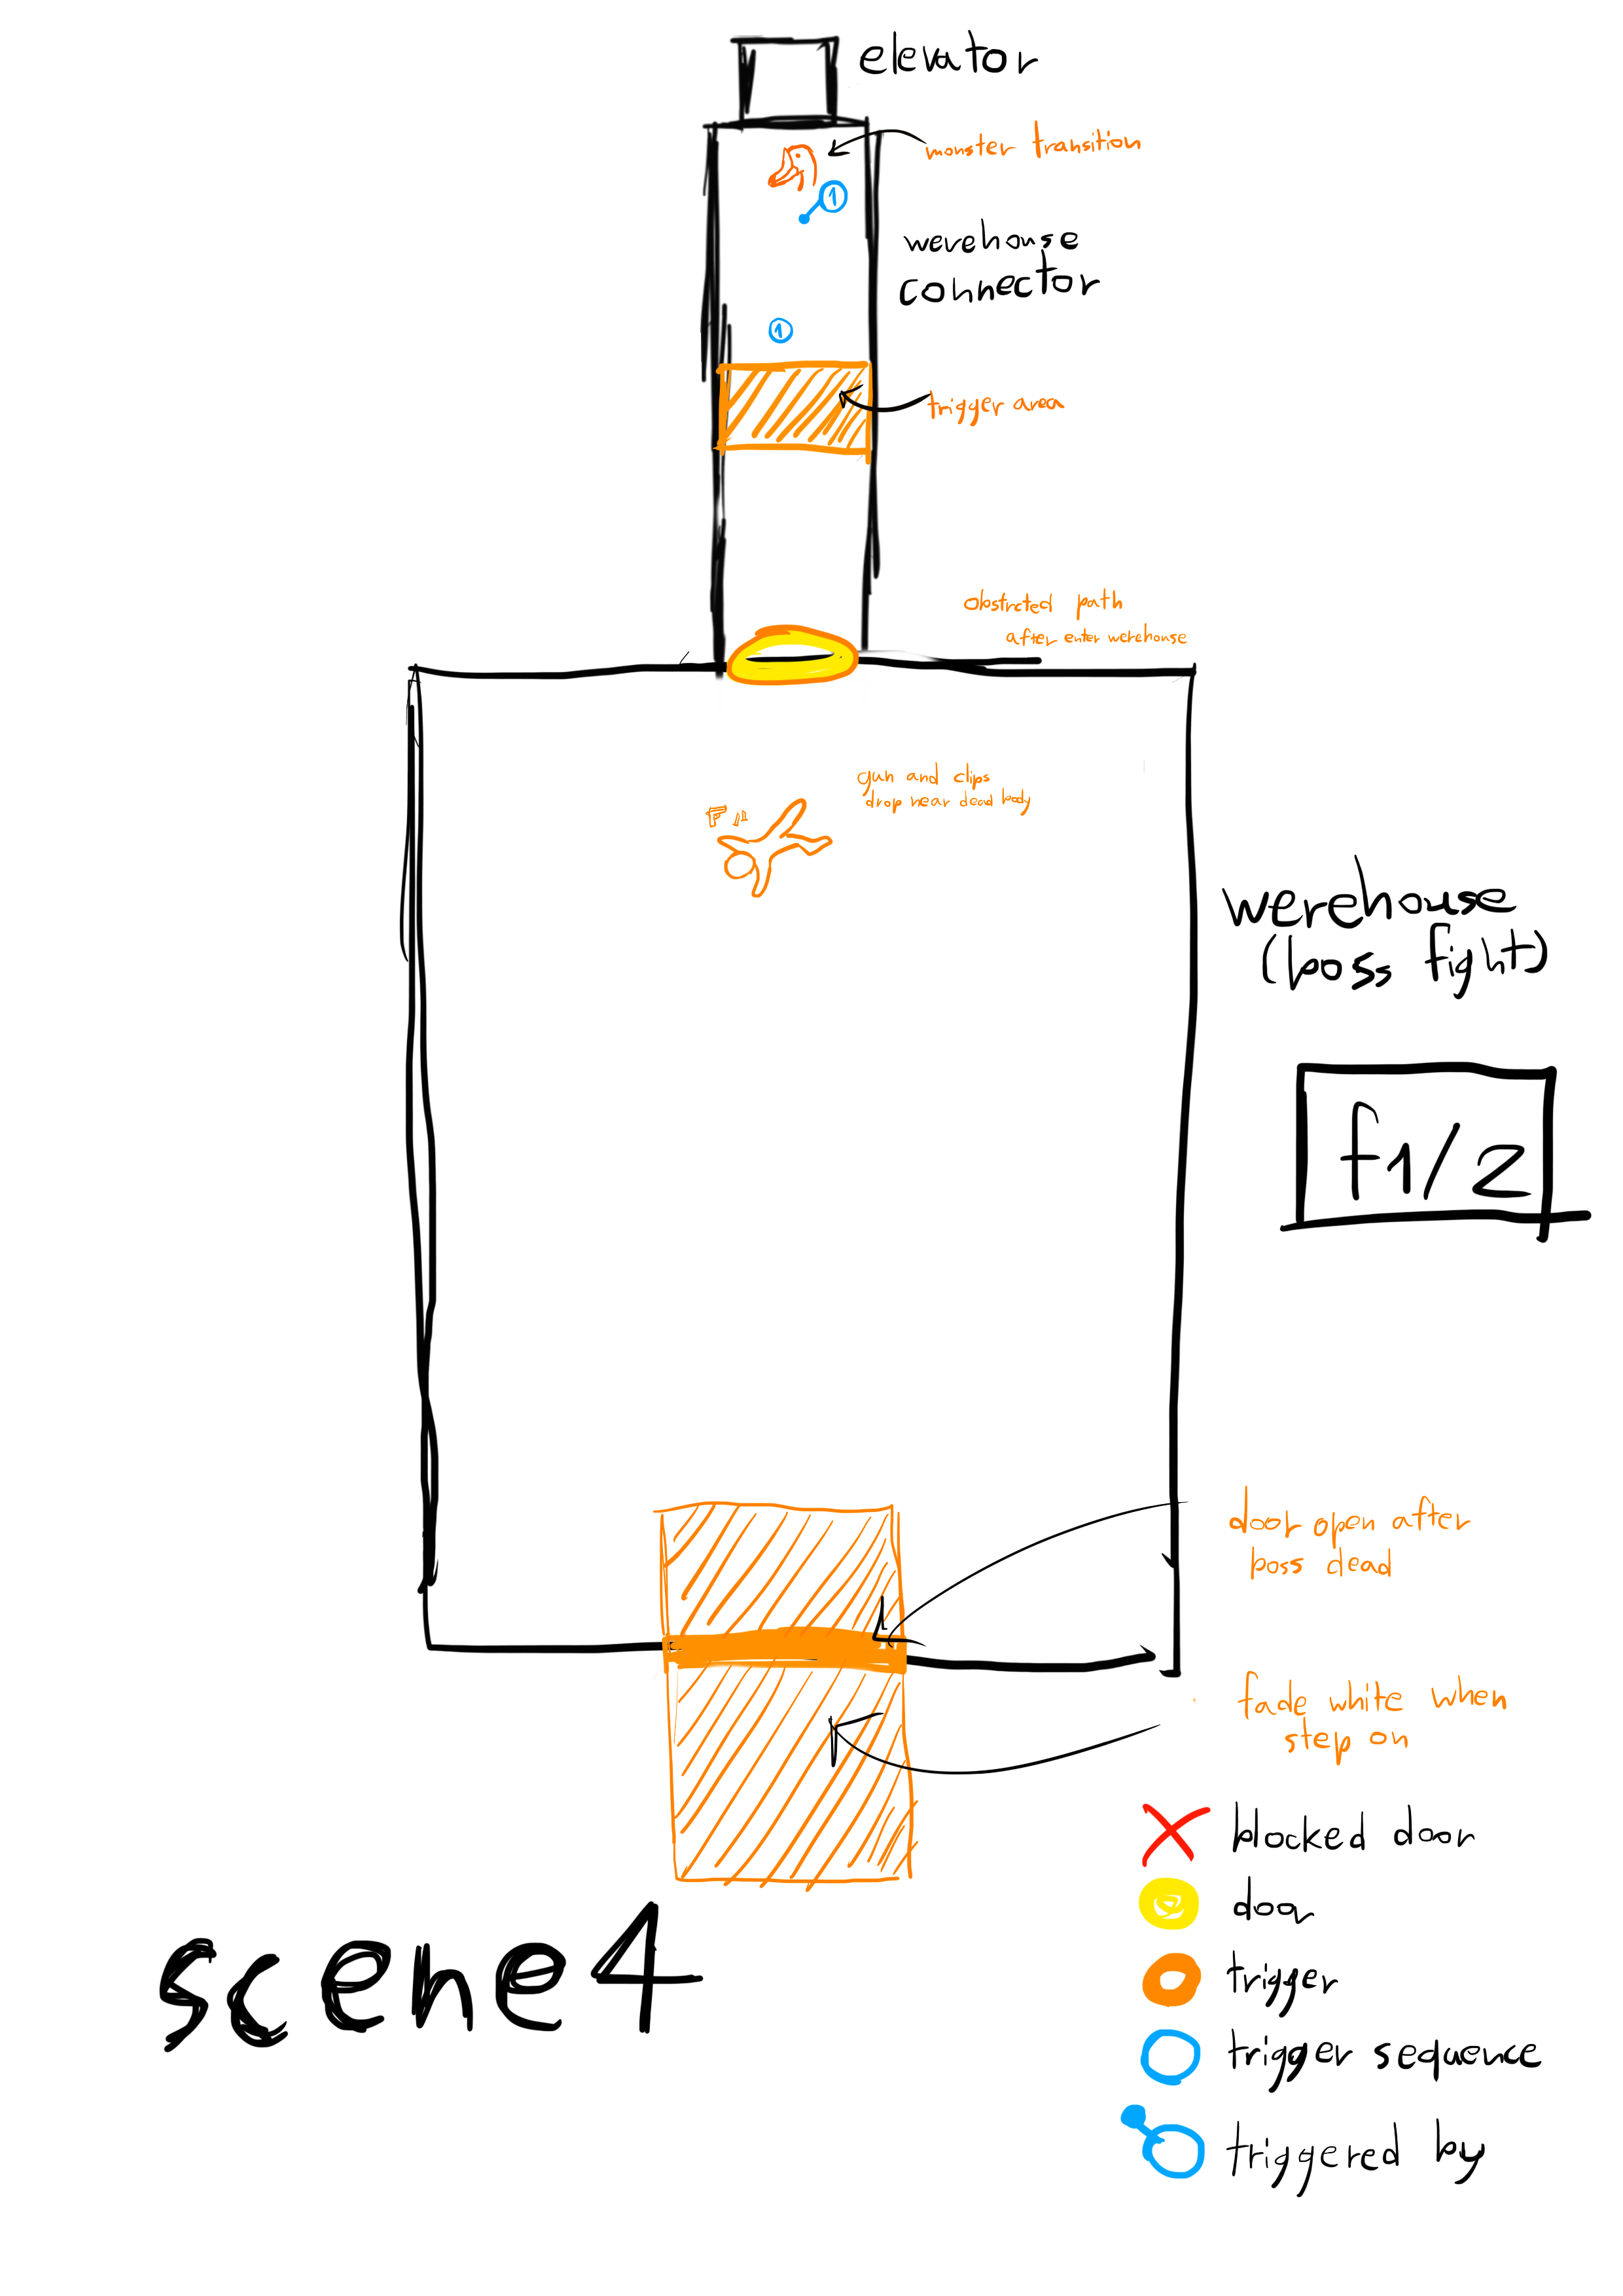 elevator
monster transition
1
werehouse
connector
1
trigger area
obstrcted path
after enter werehouse
gun and clips
drop near dead body
werehouse
(boss fight)
f1/2
door open after
boss dead
fade white when
step on
blocked door
door
trigger
trigger sequence
triggered by
scene4